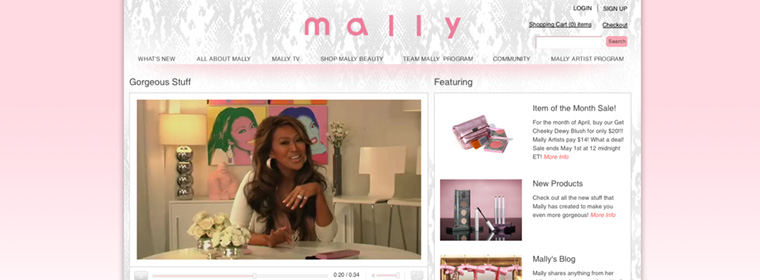 LOGIN | SIGN UP
mally
Shopping Cart (0) items Checkout
Search
WHAT'S NEW ALL ABOUT MALLY MALLY TV SHOP MALLY BEAUTY TEAM MALLY PROGRAM COMMUNITY MALLY ARTIST PROGRAM
Gorgeous Stuff
Featuring
Item of the Month Sale!
For the month of April, buy our Get
Cheeky Dewy Blush for only $20!!!
Mally Artists pay $14! What a deal!
Sale ends May 1st at 12 midnight
ET! More Info
New Products
Check out all the new stuff that
Mally has created to make you
even more gorgeous! More Info
Mally's Blog
Mally shares anything from her
0:20 / 0:34